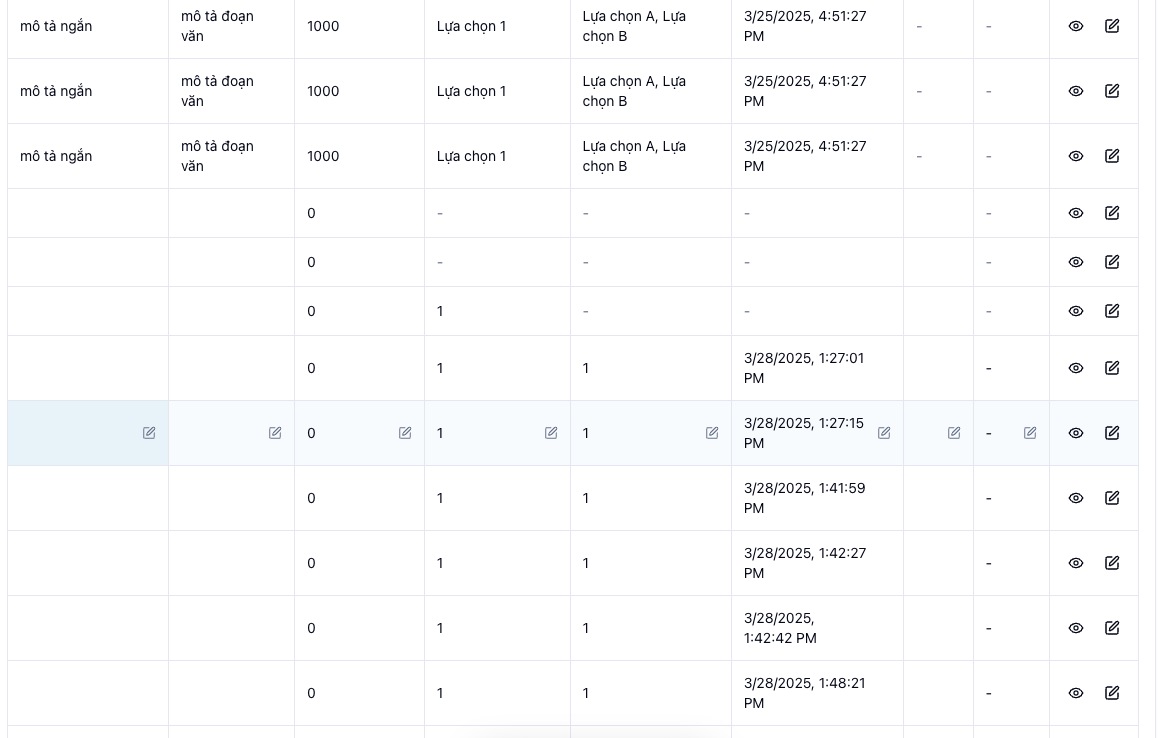 mô tả ngắn
mô tả đoạn
văn
1000
Lựa chọn 1
Lựa chọn A, Lựa
chọn B
3/25/2025, 4:51:27
PM
-
-
mô tả ngắn
mô tả đoạn
văn
1000
Lựa chọn 1
Lựa chọn A, Lựa
chọn B
3/25/2025, 4:51:27
PM
-
-
mô tả ngắn
mô tả đoạn
văn
1000
Lựa chọn 1
Lựa chọn A, Lựa
chọn B
3/25/2025, 4:51:27
PM
-
-
0
-
-
-
-
0
-
-
-
-
0
1
-
-
-
0
1
1
3/28/2025, 1:27:01
PM
-
0
1
1
3/28/2025, 1:27:15
PM
-
0
1
1
3/28/2025, 1:41:59
PM
-
0
1
1
3/28/2025, 1:42:27
PM
-
0
1
1
3/28/2025,
1:42:42 PM
-
0
1
1
3/28/2025, 1:48:21
PM
-